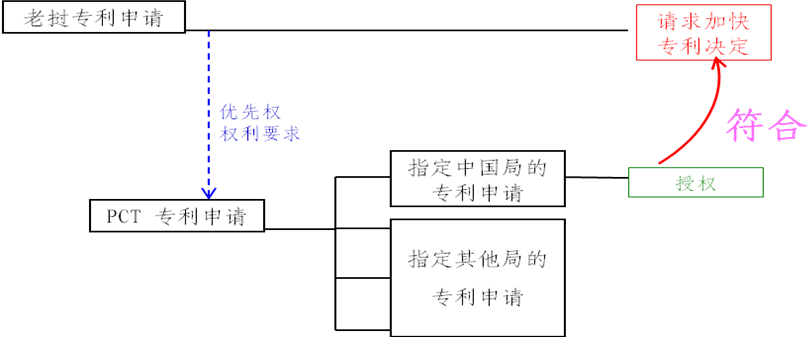 老挝专利申请
请求加快
专利决定
优先权
权利要求
符合
指定中国局的
专利申请
授权
PCT 专利申请
指定其他局的
专利申请